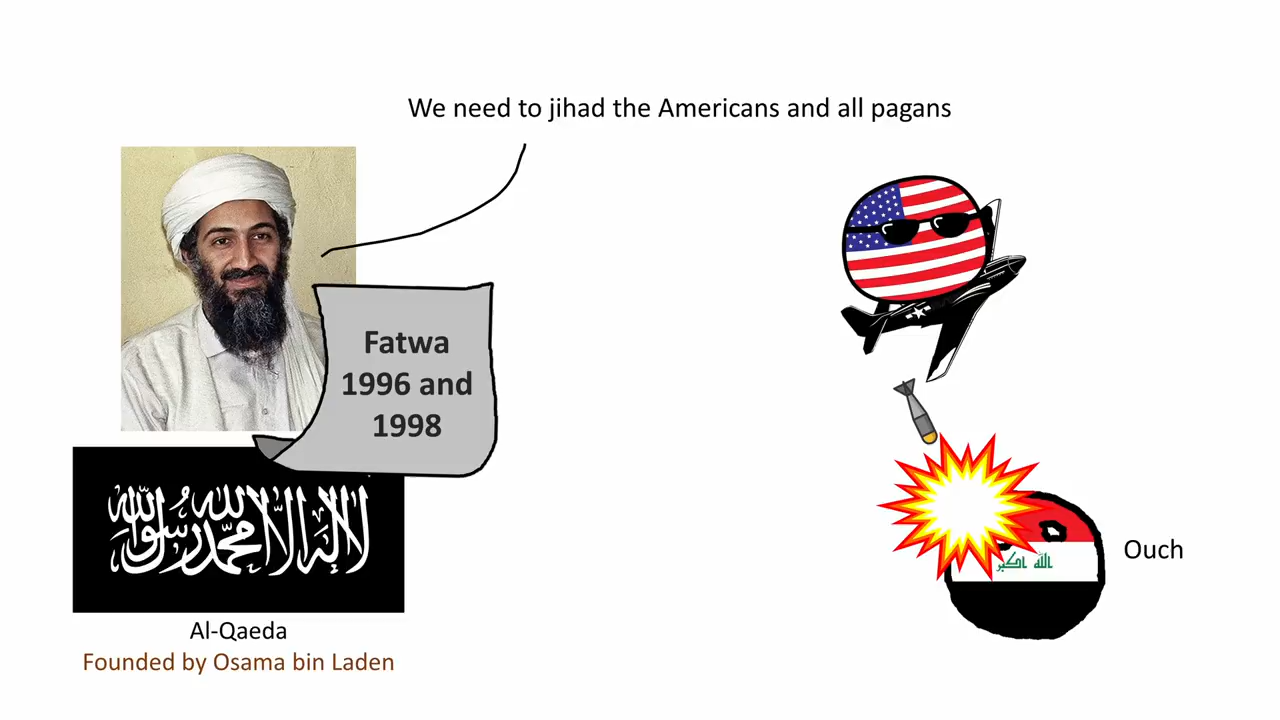 We need to jihad the Americans and all pagans
Fatwa
1996 and
1998
لا إله إلا الله محمد رسول الله
Al-Qaeda
Founded by Osama bin Laden
الله اكبر
Ouch